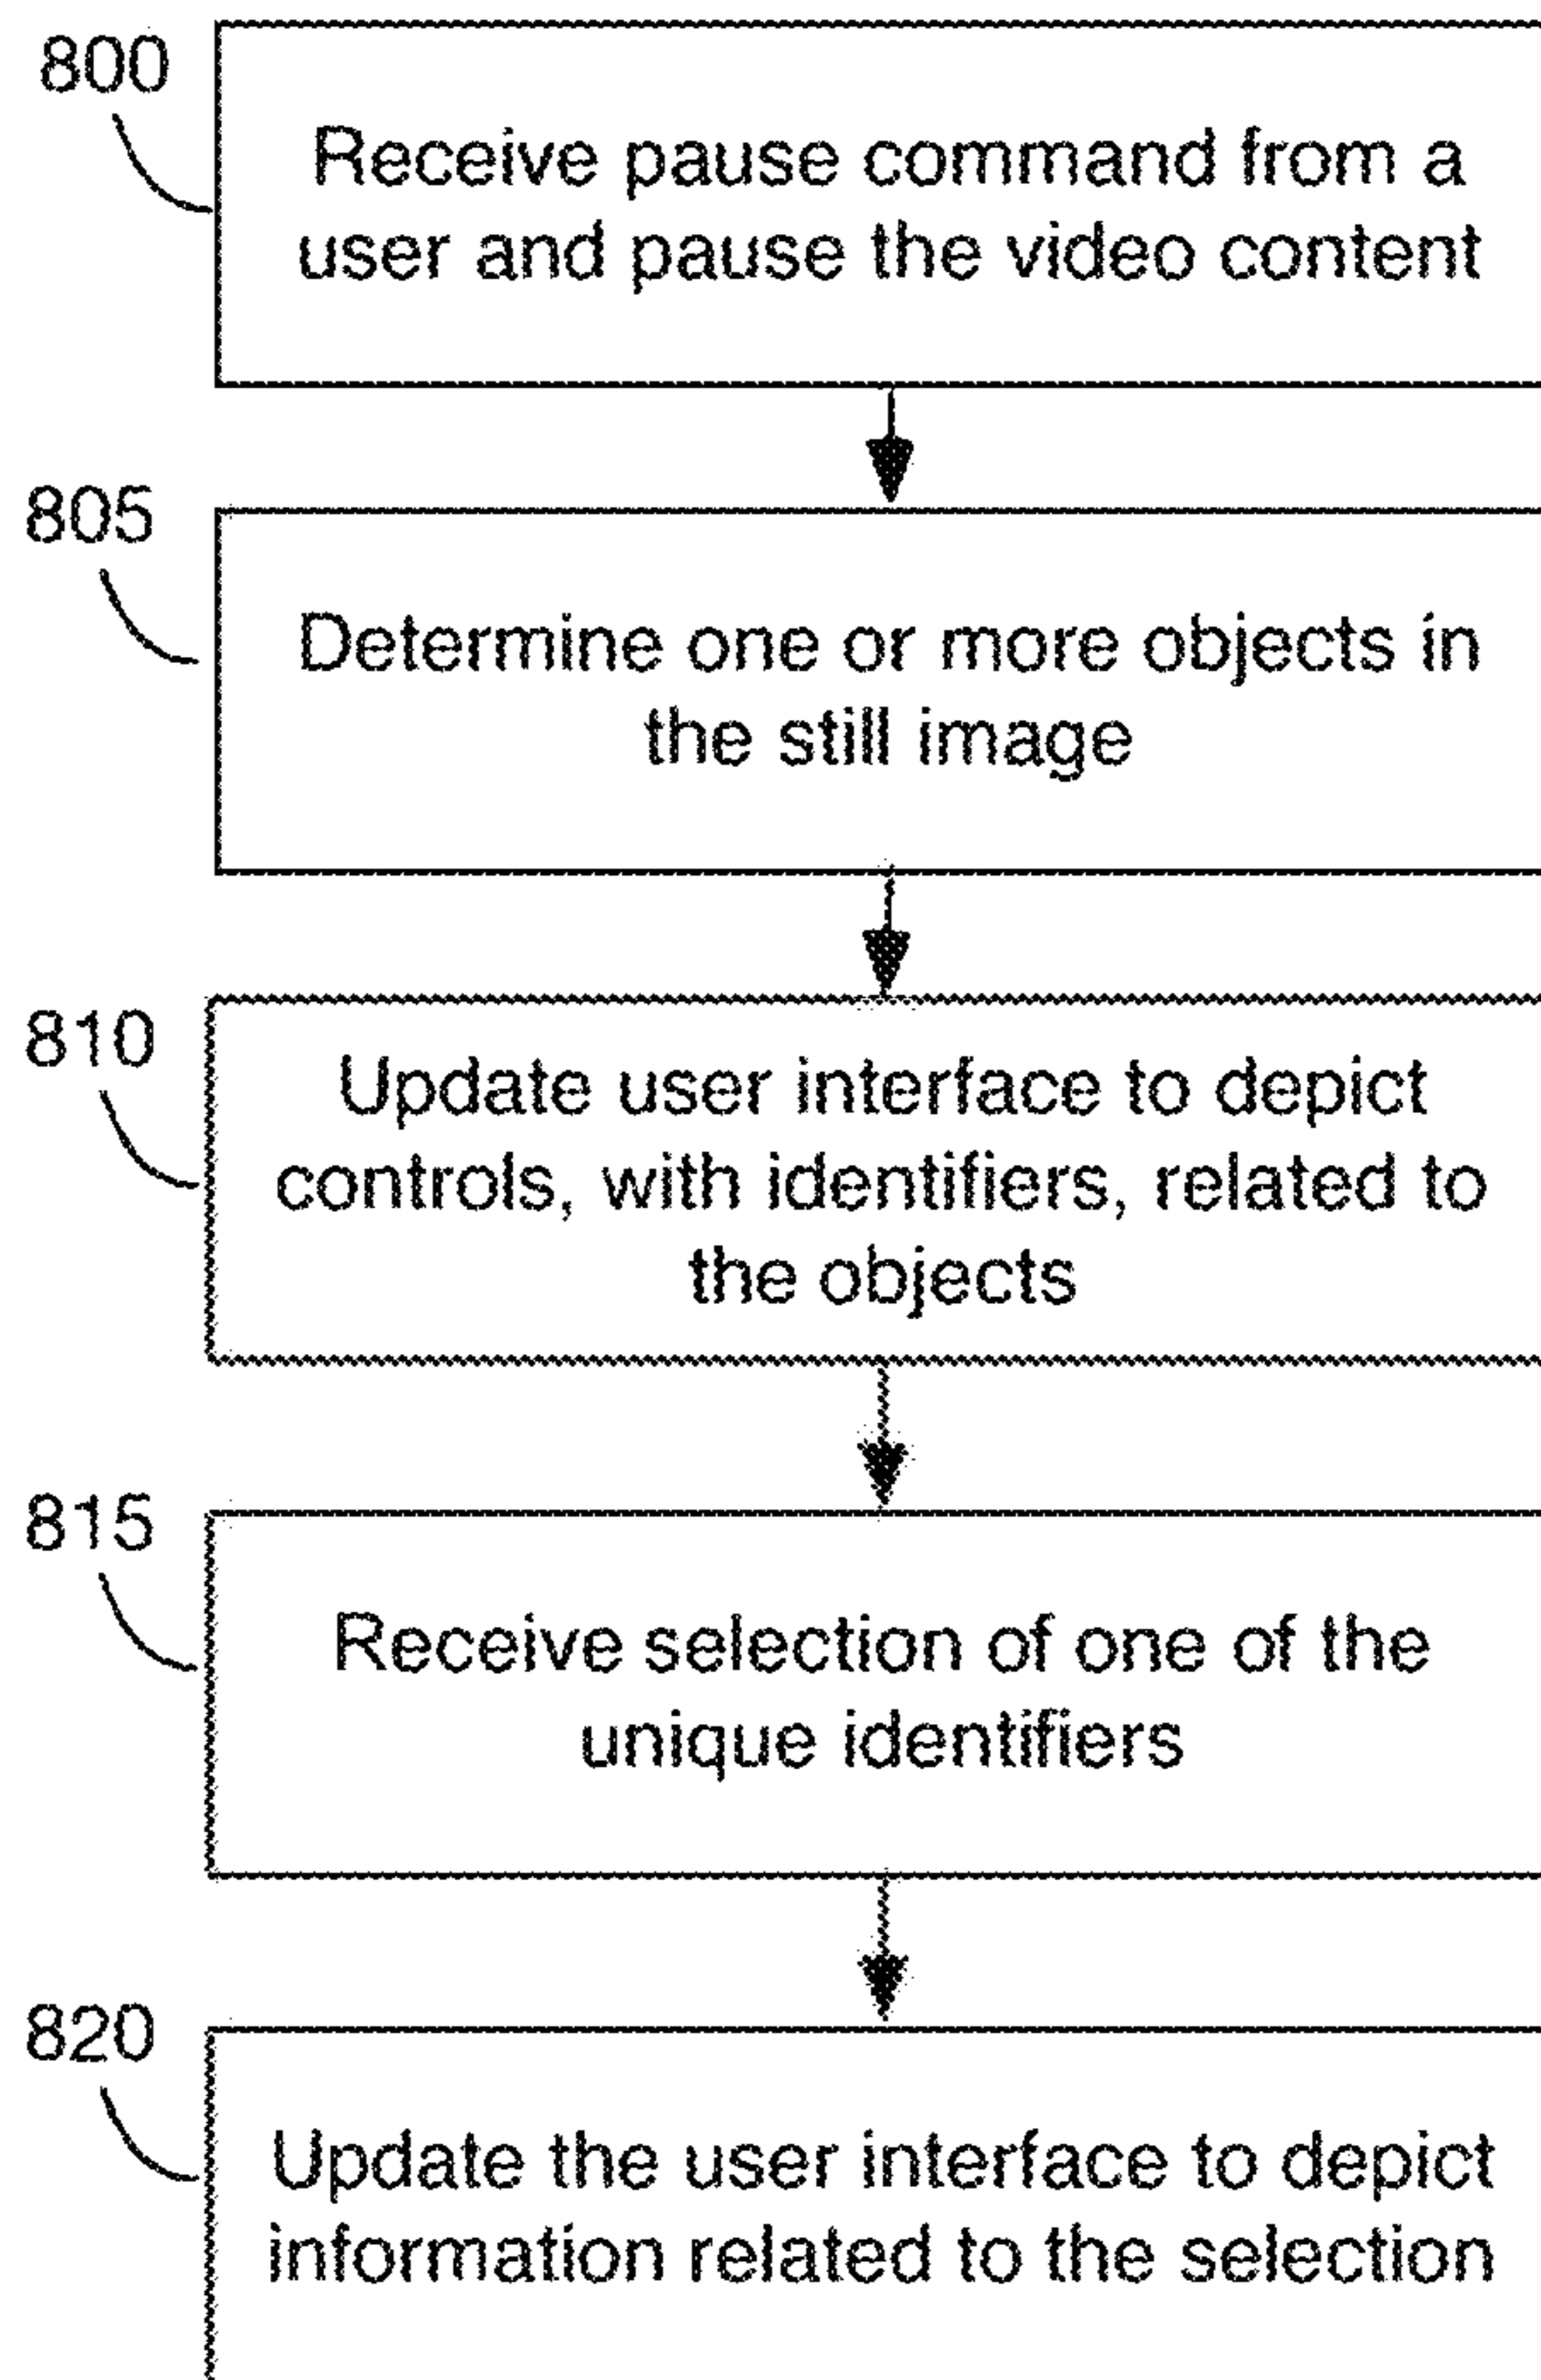 800
Receive pause command from a
user and pause the video content
805
Determine one or more objects in
the still image
810
Update user interface to depict
controls, with identifiers, related to
the objects
815
Receive selection of one of the
unique identifiers
820
Update the user interface to depict
information related to the selection